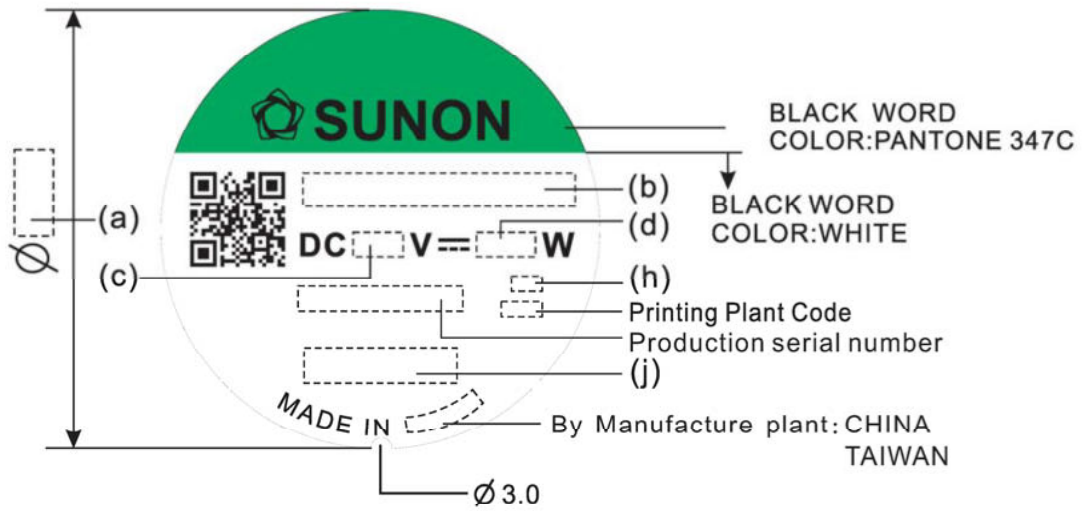 SUNON
BLACK WORD
COLOR:PANTONE 347C
(a)
(b)
BLACK WORD
COLOR:WHITE
(d)
DC V⎓ W
(c)
(h)
Printing Plant Code
Production serial number
(j)
MADE IN
By Manufacture plant: CHINA
TAIWAN
Ø
Ø 3.0